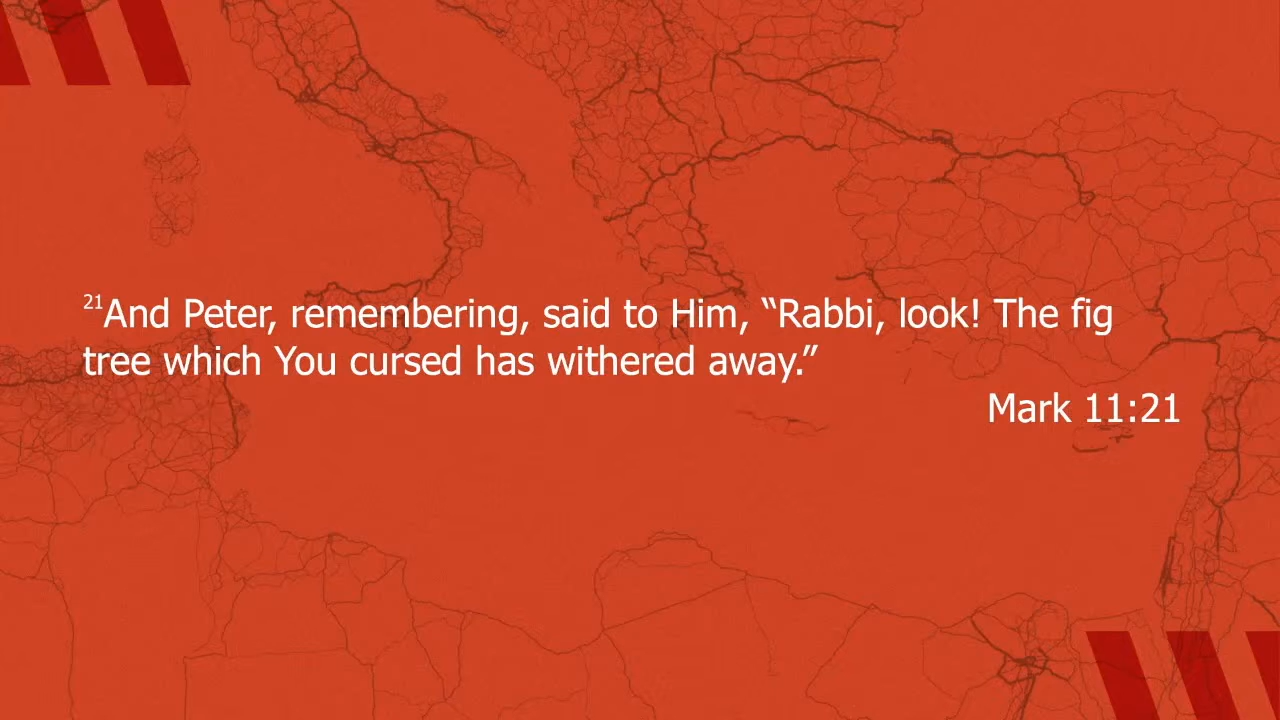 21And Peter, remembering, said to Him, “Rabbi, look! The fig
tree which You cursed has withered away.”
Mark 11:21